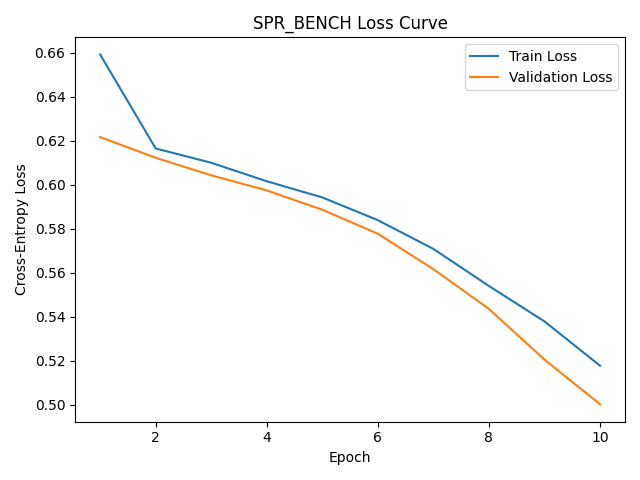 SPR_BENCH Loss Curve
Train Loss
Validation Loss
0.66
0.64
0.62
0.60
0.58
0.56
0.54
0.52
0.50
Cross-Entropy Loss
2 4 6 8 10
Epoch